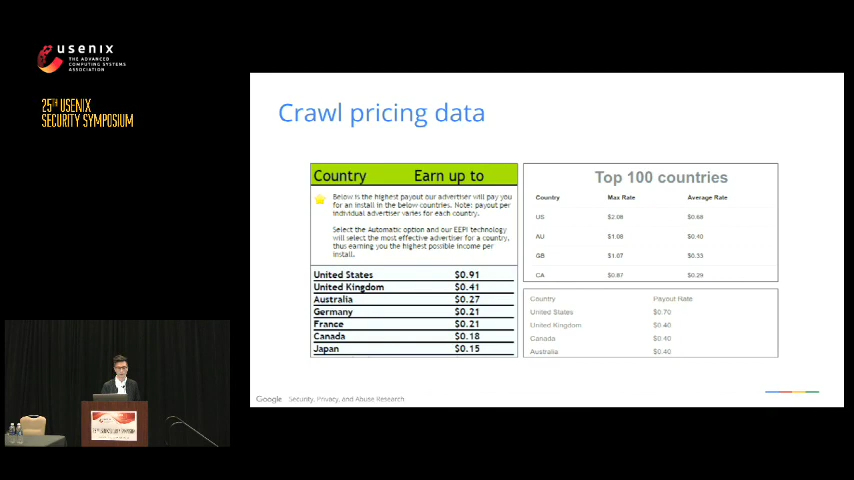 usenix
THE ADVANCED
COMPUTING SYSTEMS
ASSOCIATION
25TH USENIX
SECURITY SYMPOSIUM
Crawl pricing data
Country Earn up to
Below is the highest payout our advertiser will pay you
for an install in the below countries. Note: payout per
individual advertiser varies for each country.
Select the Automatic option and our EEPI technology
will select the most effective advertiser for a country,
thus earning you the highest possible income per
install.
United States $0.91
United Kingdom $0.41
Australia $0.27
Germany $0.21
France $0.21
Canada $0.18
Japan $0.15
Top 100 countries
Country Max Rate Average Rate
US $2.08 $0.68
AU $1.08 $0.40
GB $1.07 $0.33
CA $0.87 $0.29
Country Payout Rate
United States $0.70
United Kingdom $0.40
Canada $0.40
Australia $0.40
Google Security, Privacy, and Abuse Research